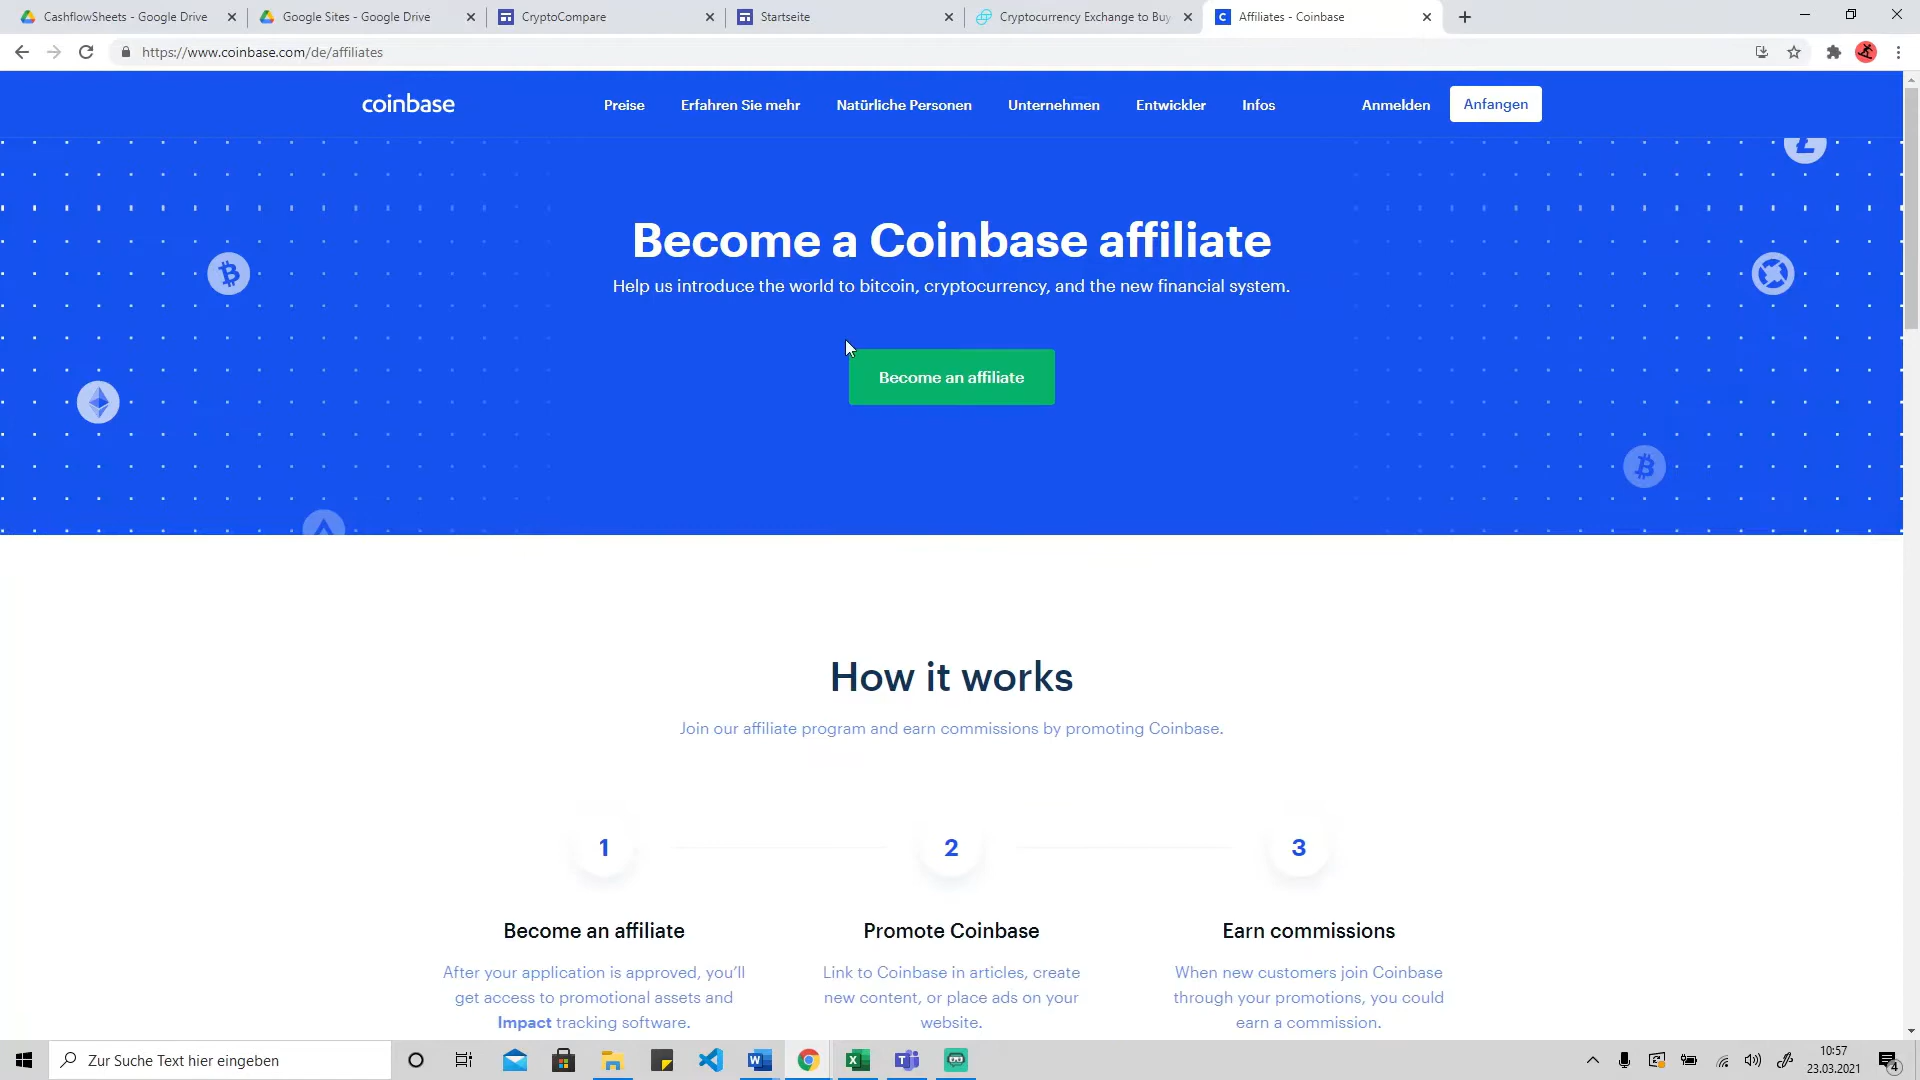 CashflowSheets - Google Drive
Google Sites - Google Drive
CryptoCompare
Startseite
Cryptocurrency Exchange to Buy
Affiliates - Coinbase
https://www.coinbase.com/de/affiliates
coinbase
Preise
Erfahren Sie mehr
Natürliche Personen
Unternehmen
Entwickler
Infos
Anmelden
Anfangen
Become a Coinbase affiliate
Help us introduce the world to bitcoin, cryptocurrency, and the new financial system.
Become an affiliate
How it works
Join our affiliate program and earn commissions by promoting Coinbase.
1
2
3
Become an affiliate
After your application is approved, you'll
get access to promotional assets and
Impact tracking software.
Promote Coinbase
Link to Coinbase in articles, create
new content, or place ads on your
website.
Earn commissions
When new customers join Coinbase
through your promotions, you could
earn a commission.
Zur Suche Text hier eingeben
10:57
23.03.2021
4